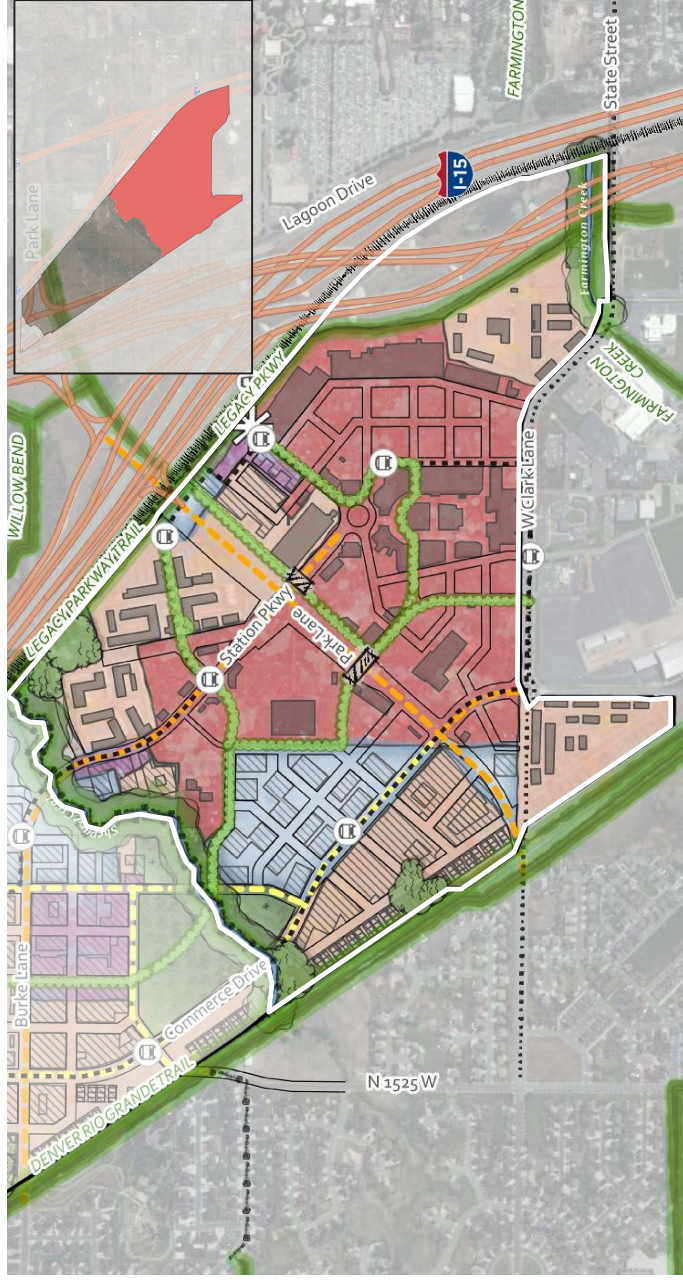 FARMINGTON
State Street
Park Lane
Lagoon Drive
I-15
Farmington Creek
WILLOW BEND
LEGACY PKWY
FARMINGTON
CREEK
LEGACY PARKWAY TRAIL
W Clark Lane
Station Pkwy
Park Lane
Burke Lane
Commerce Drive
DENVER RIO GRANDE TRAIL
N 1525 W